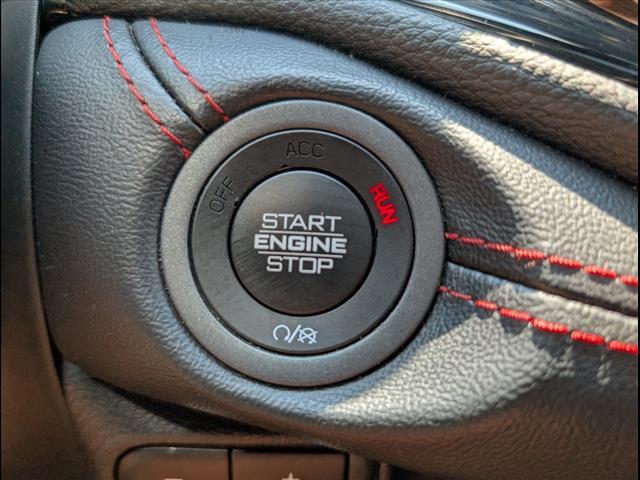 OFF
ACC
RUN
START
ENGINE
STOP
- +